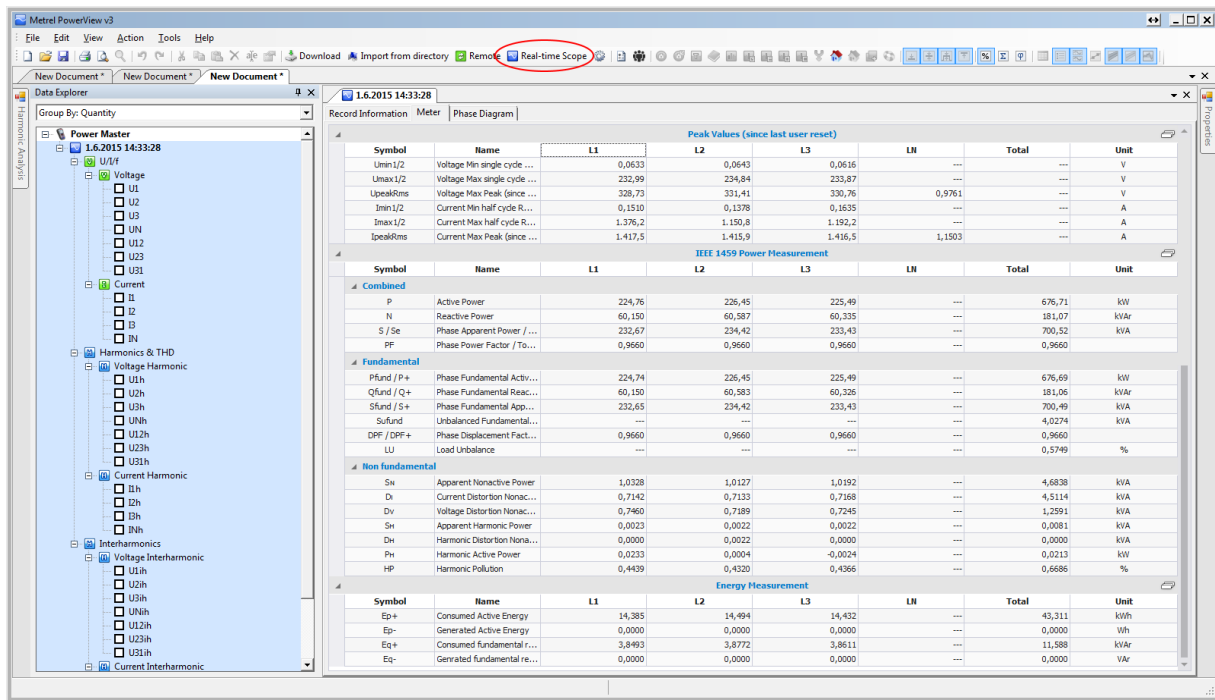 Metrel PowerView v3
File Edit View Action Tools Help
Download Import from directory Remote Real-time Scope
New Document * New Document * New Document *
Harmonic Analysis
Data Explorer
Group By: Quantity
Power Master
1.6.2015 14:33:28
U/I/f
Voltage
U1
U2
U3
UN
U12
U23
U31
Current
I1
I2
I3
IN
Harmonics & THD
Voltage Harmonic
U1h
U2h
U3h
UNh
U12h
U23h
U31h
Current Harmonic
I1h
I2h
I3h
INh
Interharmonics
Voltage Interharmonic
U1ih
U2ih
U3ih
UNih
U12ih
U23ih
U31ih
Current Interharmonic
1.6.2015 14:33:28
Record Information Meter Phase Diagram
Peak Values (since last user reset)
Symbol Name L1 L2 L3 LN Total Unit
Umin1/2 Voltage Min single cycle ... 0,0633 0,0643 0,0616 --- --- V
Umax1/2 Voltage Max single cycle ... 232,99 234,84 233,87 --- --- V
UpeakRms Voltage Max Peak (since ... 328,73 331,41 330,76 0,9761 --- V
Imin1/2 Current Min half cycle R... 0,1510 0,1378 0,1635 --- --- A
Imax1/2 Current Max half cycle R... 1.376,2 1.150,8 1.192,2 --- --- A
IpeakRms Current Max Peak (since ... 1.417,5 1.415,9 1.416,5 1,1503 --- A
IEEE 1459 Power Measurement
Symbol Name L1 L2 L3 LN Total Unit
Combined
P Active Power 224,76 226,45 225,49 --- 676,71 kW
N Reactive Power 60,150 60,587 60,335 --- 181,07 kVAr
S / Se Phase Apparent Power / ... 232,67 234,42 233,43 --- 700,52 kVA
PF Phase Power Factor / To... 0,9660 0,9660 0,9660 --- 0,9660
Fundamental
Pfund / P+ Phase Fundamental Activ... 224,74 226,45 225,49 --- 676,69 kW
Qfund / Q+ Phase Fundamental Reac... 60,150 60,583 60,326 --- 181,06 kVAr
Sfund / S+ Phase Fundamental App... 232,65 234,42 233,43 --- 700,49 kVA
Sufund Unbalanced Fundamental... --- --- --- --- 4,0274 kVA
DPF / DPF+ Phase Displacement Fact... 0,9660 0,9660 0,9660 --- 0,9660
LU Load Unbalance --- --- --- --- 0,5749 %
Non fundamental
SN Apparent Nonactive Power 1,0328 1,0127 1,0192 --- 4,6838 kVA
DI Current Distortion Nonac... 0,7142 0,7133 0,7168 --- 4,5114 kVA
DV Voltage Distortion Nonac... 0,7460 0,7189 0,7245 --- 1,2591 kVA
SH Apparent Harmonic Power 0,0023 0,0022 0,0022 --- 0,0081 kVA
DH Harmonic Distortion Nona... 0,0000 0,0022 0,0000 --- 0,0000 kVA
PH Harmonic Active Power 0,0233 0,0004 -0,0024 --- 0,0213 kW
HP Harmonic Pollution 0,4439 0,4320 0,4366 --- 0,6686 %
Energy Measurement
Symbol Name L1 L2 L3 LN Total Unit
Ep+ Consumed Active Energy 14,385 14,494 14,432 --- 43,311 kWh
Ep- Generated Active Energy 0,0000 0,0000 0,0000 --- 0,0000 Wh
Eq+ Consumed fundamental r... 3,8493 3,8772 3,8611 --- 11,588 kVAr
Eq- Genrated fundamental re... 0,0000 0,0000 0,0000 --- 0,0000 VAr
Properties